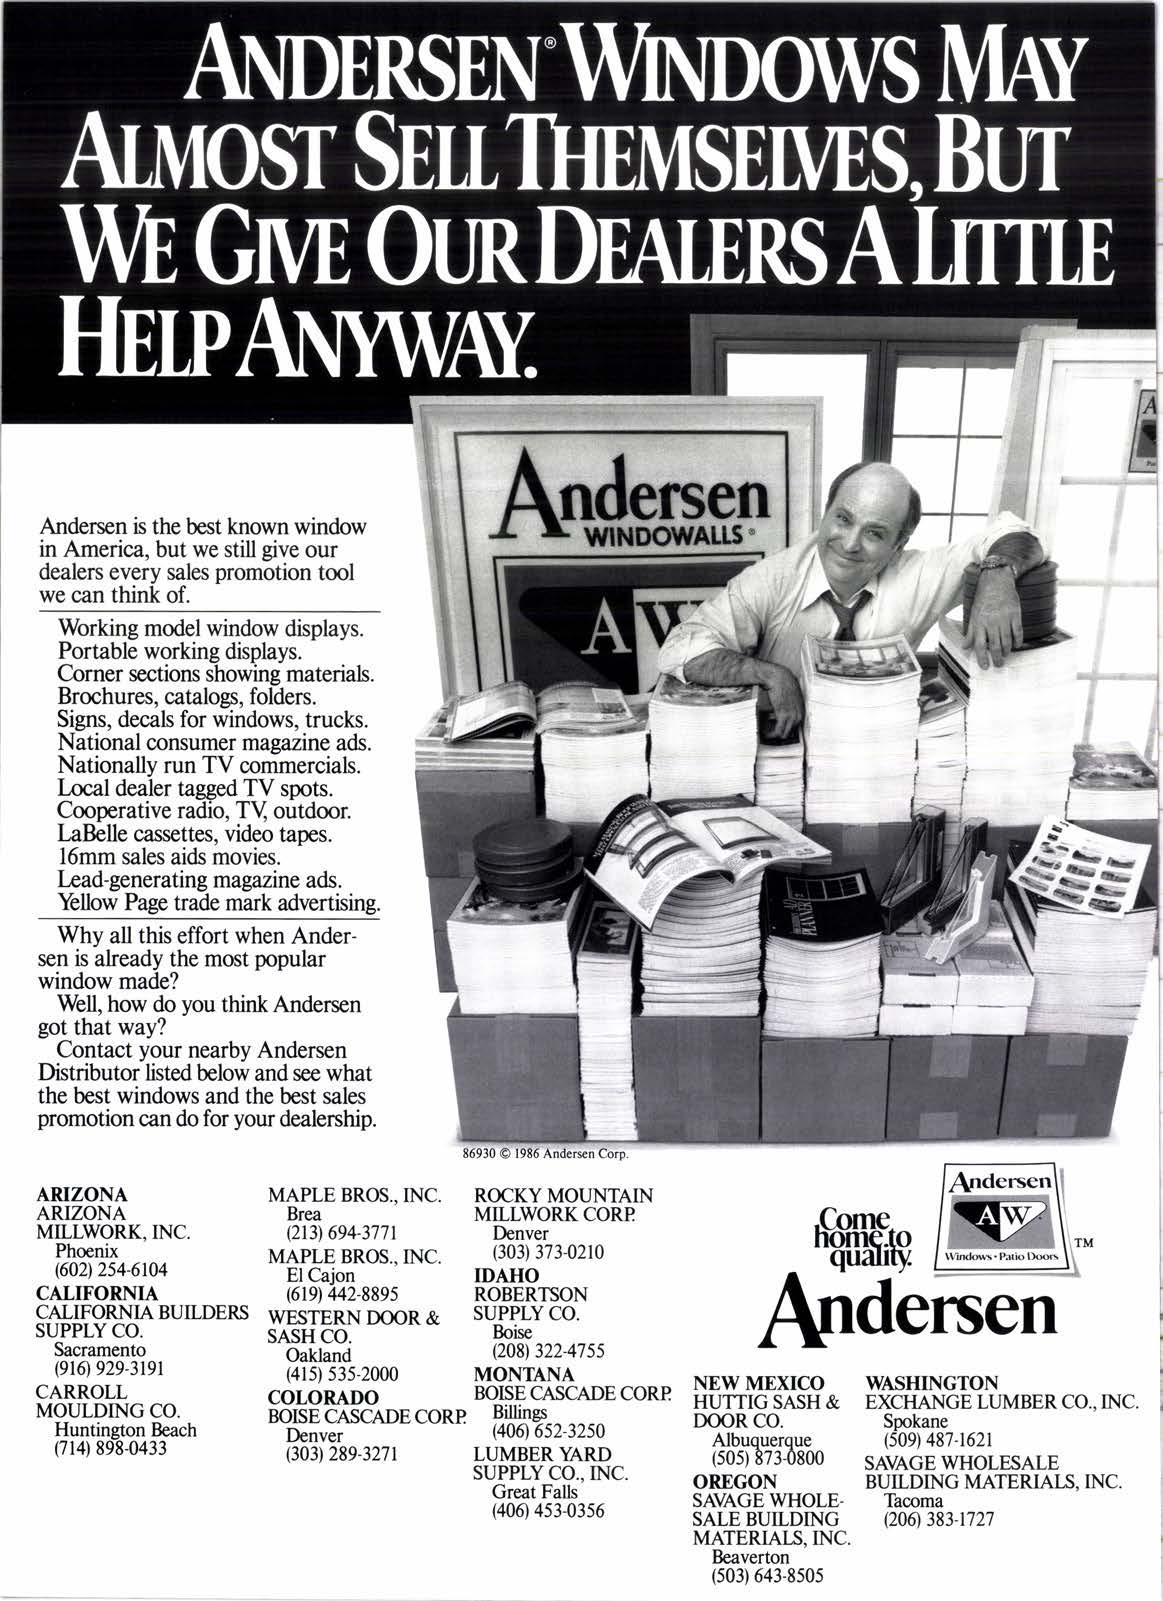 ANDERSEN® WINDOWS MAY
ALMOST SELL THEMSELVES, BUT
WE GIVE OUR DEALERS A LITTLE
HELP ANYWAY.
Andersen
WINDOWALLS®
AW
Andersen is the best known window
in America, but we still give our
dealers every sales promotion tool
we can think of.
Working model window displays.
Portable working displays.
Corner sections showing materials.
Brochures, catalogs, folders.
Signs, decals for windows, trucks.
National consumer magazine ads.
Nationally run TV commercials.
Local dealer tagged TV spots.
Cooperative radio, TV, outdoor.
LaBelle cassettes, video tapes.
16mm sales aids movies.
Lead-generating magazine ads.
Yellow Page trade mark advertising.
Why all this effort when Ander-
sen is already the most popular
window made?
Well, how do you think Andersen
got that way?
Contact your nearby Andersen
Distributor listed below and see what
the best windows and the best sales
promotion can do for your dealership.
PLANNER
86930 © 1986 Andersen Corp.
ARIZONA
ARIZONA
MILLWORK, INC.
Phoenix
(602) 254-6104
CALIFORNIA
CALIFORNIA BUILDERS
SUPPLY CO.
Sacramento
(916) 929-3191
CARROLL
MOULDING CO.
Huntington Beach
(714) 898-0433
MAPLE BROS., INC.
Brea
(213) 694-3771
MAPLE BROS., INC.
El Cajon
(619) 442-8895
WESTERN DOOR &
SASH CO.
Oakland
(415) 535-2000
COLORADO
BOISE CASCADE CORP.
Denver
(303) 289-3271
ROCKY MOUNTAIN
MILLWORK CORP.
Denver
(303) 373-0210
IDAHO
ROBERTSON
SUPPLY CO.
Boise
(208) 322-4755
MONTANA
BOISE CASCADE CORP.
Billings
(406) 652-3250
LUMBER YARD
SUPPLY CO., INC.
Great Falls
(406) 453-0356
Come
home to
quality.
Andersen
Andersen
AW
Windows • Patio Doors
TM
NEW MEXICO
HUTTIG SASH &
DOOR CO.
Albuquerque
(505) 873-0800
OREGON
SAVAGE WHOLE-
SALE BUILDING
MATERIALS, INC.
Beaverton
(503) 643-8505
WASHINGTON
EXCHANGE LUMBER CO., INC.
Spokane
(509) 487-1621
SAVAGE WHOLESALE
BUILDING MATERIALS, INC.
Tacoma
(206) 383-1727